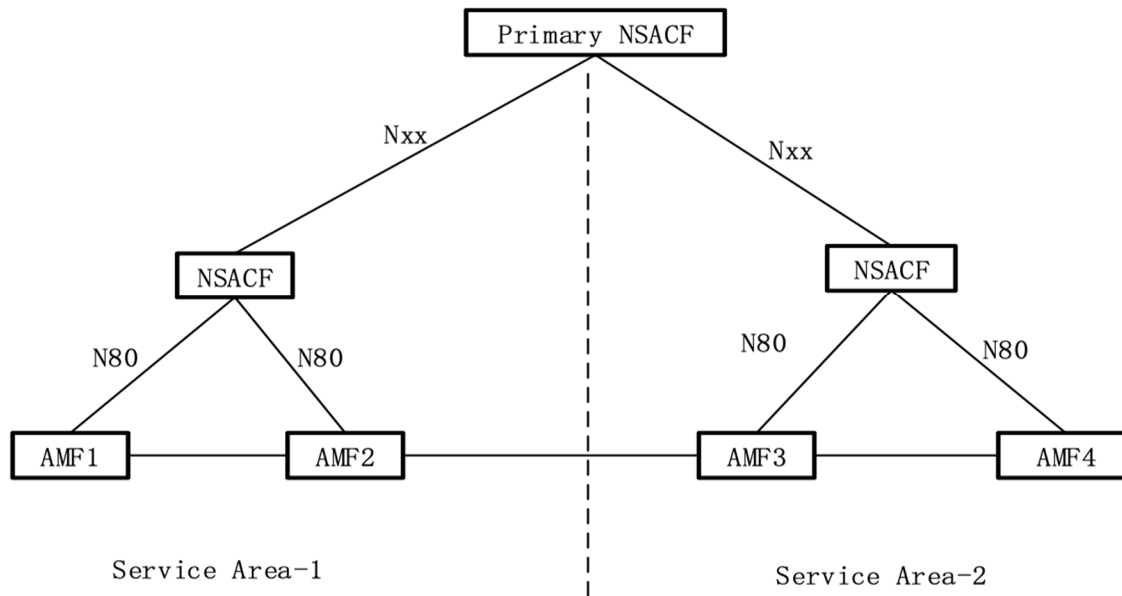 Primary NSACF
Nxx
Nxx
NSACF
NSACF
N80
N80
N80
N80
AMF1
AMF2
AMF3
AMF4
Service Area-1
Service Area-2